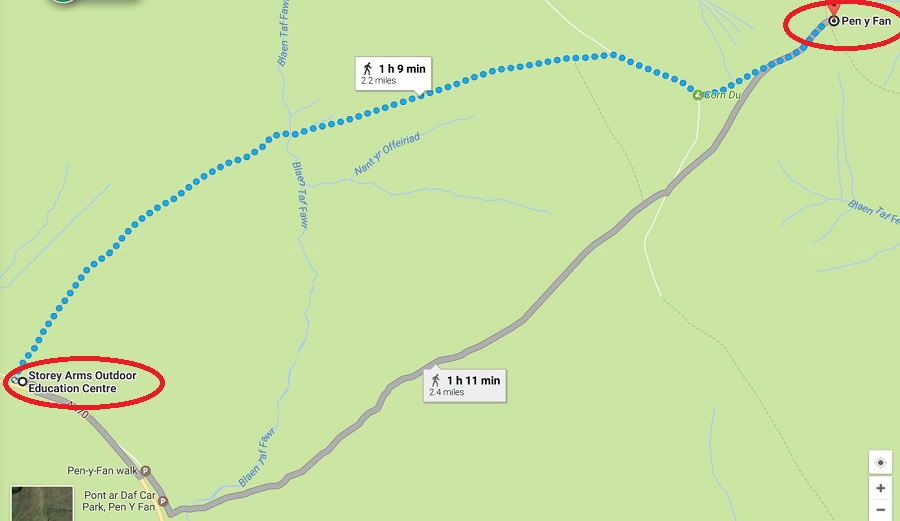 Blaen Taf Fawr
Pen y Fan
1 h 9 min
2.2 miles
Corn Du
Nant yr Offeiriad
Blaen Taf Fawr
Blaen Taf Fe
Storey Arms Outdoor
Education Centre
1 h 11 min
2.4 miles
Blaen Taf Fawr
Pen-y-Fan walk
P
Pont ar Daf Car
Park, Pen Y Fan
P
+
−